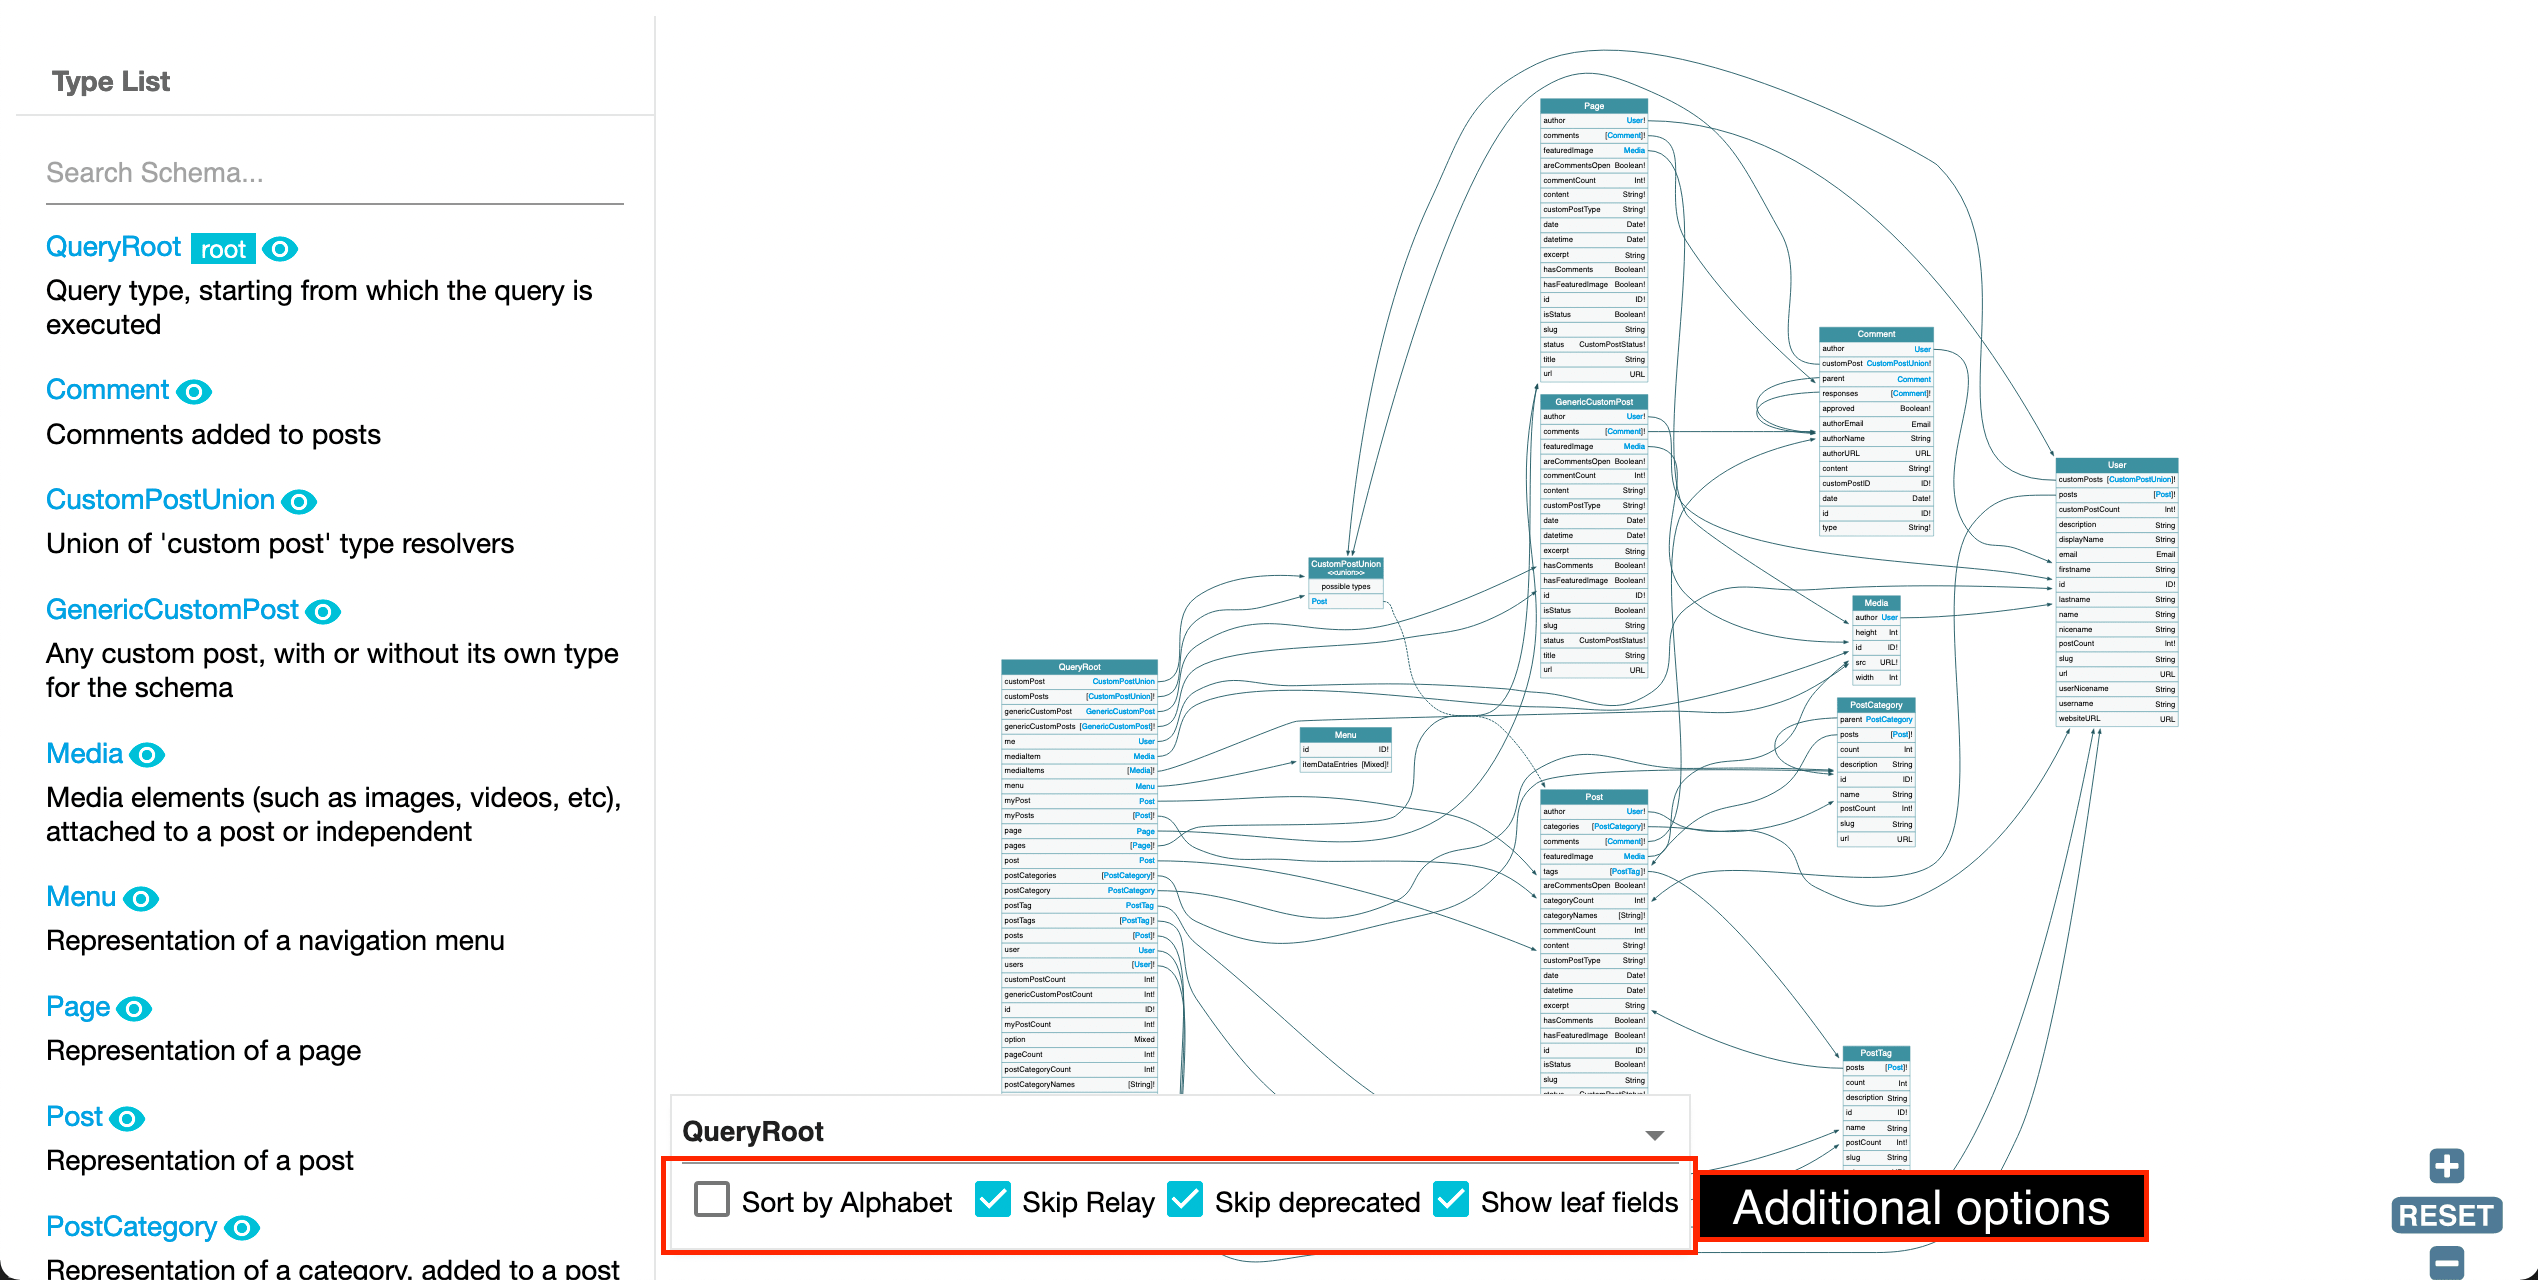 Type List
Search Schema...
QueryRoot root
Query type, starting from which the query is
executed
Comment
Comments added to posts
CustomPostUnion
Union of 'custom post' type resolvers
GenericCustomPost
Any custom post, with or without its own type
for the schema
Media
Media elements (such as images, videos, etc),
attached to a post or independent
Menu
Representation of a navigation menu
Page
Representation of a page
Post
Representation of a post
PostCategory
Representation of a category, added to a post
QueryRoot
customPost CustomPostUnion
customPosts [CustomPostUnion]!
genericCustomPost GenericCustomPost
genericCustomPosts [GenericCustomPost]!
me User
mediaItem Media
mediaItems [Media]!
menu Menu
myPost Post
myPosts [Post]!
page Page
pages [Page]!
post Post
postCategories [PostCategory]!
postCategory PostCategory
postTag PostTag
postTags [PostTag]!
posts [Post]!
user User
users [User]!
customPostCount Int!
genericCustomPostCount Int!
id ID!
myPostCount Int!
option Mixed
pageCount Int!
postCategoryCount Int!
postCategoryNames [String]!
CustomPostUnion
<<union>>
possible types
Post
Menu
id ID!
itemDataEntries [Mixed]!
Page
author User!
comments [Comment]!
featuredImage Media
areCommentsOpen Boolean!
commentCount Int!
content String!
customPostType String!
date Date!
datetime Date!
excerpt String
hasComments Boolean!
hasFeaturedImage Boolean!
id ID!
isStatus Boolean!
slug String
status CustomPostStatus!
title String
url URL
GenericCustomPost
author User!
comments [Comment]!
featuredImage Media
areCommentsOpen Boolean!
commentCount Int!
content String!
customPostType String!
date Date!
datetime Date!
excerpt String
hasComments Boolean!
hasFeaturedImage Boolean!
id ID!
isStatus Boolean!
slug String
status CustomPostStatus!
title String
url URL
Post
author User!
categories [PostCategory]!
comments [Comment]!
featuredImage Media
tags [PostTag]!
areCommentsOpen Boolean!
categoryCount Int!
categoryNames [String]!
commentCount Int!
content String!
customPostType String!
date Date!
datetime Date!
excerpt String
hasComments Boolean!
hasFeaturedImage Boolean!
id ID!
isStatus Boolean!
slug String
status CustomPostStatus!
Comment
author User
customPost CustomPostUnion!
parent Comment
responses [Comment]!
approved Boolean!
authorEmail Email
authorName String
authorURL URL
content String!
customPostID ID!
date Date!
id ID!
type String!
Media
author User
height Int
id ID!
src URL!
width Int
PostCategory
parent PostCategory
posts [Post]!
count Int
description String
id ID!
name String
postCount Int!
slug String
url URL
PostTag
posts [Post]!
count Int
description String
id ID!
name String
postCount Int!
slug String
User
customPosts [CustomPostUnion]!
posts [Post]!
customPostCount Int!
description String
displayName String
email Email
firstname String
id ID!
lastname String
name String
nicename String
postCount Int!
slug String
url URL
userNicename String
username String
websiteURL URL
QueryRoot
Sort by Alphabet Skip Relay Skip deprecated Show leaf fields
Additional options
RESET